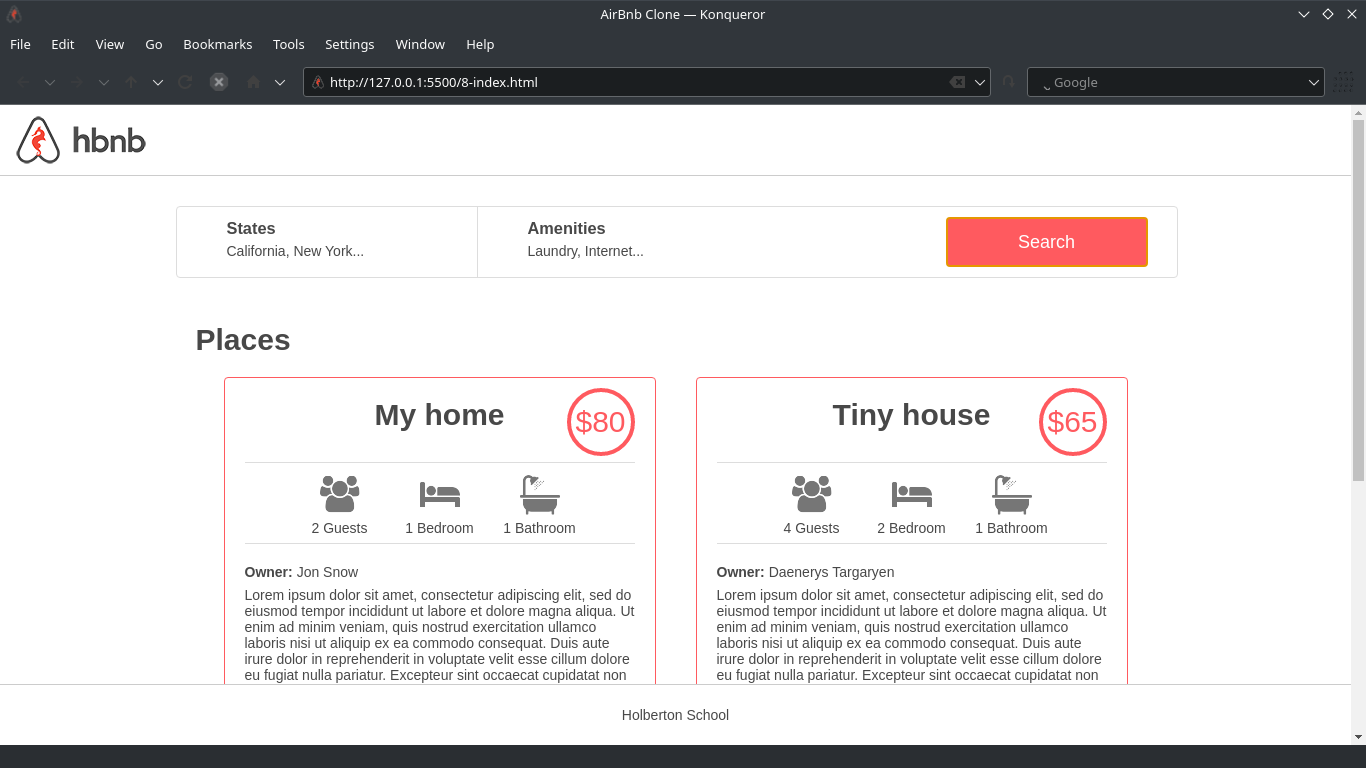 AirBnb Clone — Konqueror
File Edit View Go Bookmarks Tools Settings Window Help
http://127.0.0.1:5500/8-index.html
Google
hbnb
States
California, New York...
Amenities
Laundry, Internet...
Search
Places
My home
$80
2 Guests
1 Bedroom
1 Bathroom
Owner: Jon Snow
Lorem ipsum dolor sit amet, consectetur adipiscing elit, sed do
eiusmod tempor incididunt ut labore et dolore magna aliqua. Ut
enim ad minim veniam, quis nostrud exercitation ullamco
laboris nisi ut aliquip ex ea commodo consequat. Duis aute
irure dolor in reprehenderit in voluptate velit esse cillum dolore
eu fugiat nulla pariatur. Excepteur sint occaecat cupidatat non
Tiny house
$65
4 Guests
2 Bedroom
1 Bathroom
Owner: Daenerys Targaryen
Lorem ipsum dolor sit amet, consectetur adipiscing elit, sed do
eiusmod tempor incididunt ut labore et dolore magna aliqua. Ut
enim ad minim veniam, quis nostrud exercitation ullamco
laboris nisi ut aliquip ex ea commodo consequat. Duis aute
irure dolor in reprehenderit in voluptate velit esse cillum dolore
eu fugiat nulla pariatur. Excepteur sint occaecat cupidatat non
Holberton School